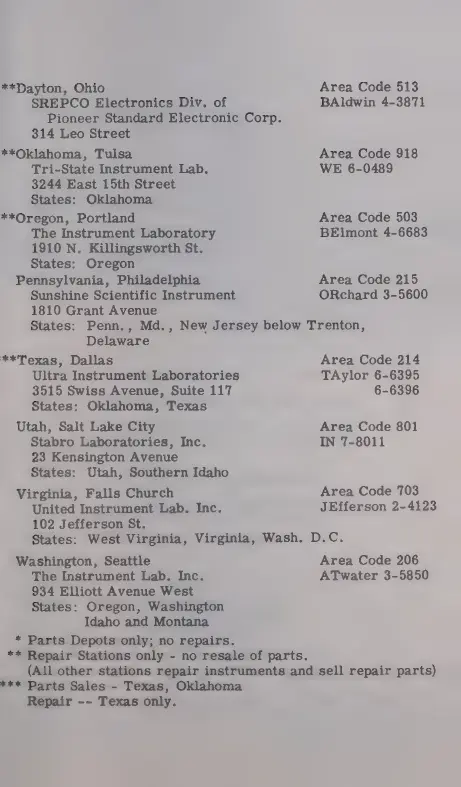 **Dayton, Ohio Area Code 513
SREPCO Electronics Div. of BAldwin 4-3871
Pioneer Standard Electronic Corp.
314 Leo Street
**Oklahoma, Tulsa Area Code 918
Tri-State Instrument Lab. WE 6-0489
3244 East 15th Street
States: Oklahoma
**Oregon, Portland Area Code 503
The Instrument Laboratory BElmont 4-6683
1910 N. Killingsworth St.
States: Oregon
Pennsylvania, Philadelphia Area Code 215
Sunshine Scientific Instrument ORchard 3-5600
1810 Grant Avenue
States: Penn., Md., New Jersey below Trenton,
Delaware
***Texas, Dallas Area Code 214
Ultra Instrument Laboratories TAylor 6-6395
3515 Swiss Avenue, Suite 117 6-6396
States: Oklahoma, Texas
Utah, Salt Lake City Area Code 801
Stabro Laboratories, Inc. IN 7-8011
23 Kensington Avenue
States: Utah, Southern Idaho
Virginia, Falls Church Area Code 703
United Instrument Lab. Inc. JEfferson 2-4123
102 Jefferson St.
States: West Virginia, Virginia, Wash. D.C.
Washington, Seattle Area Code 206
The Instrument Lab. Inc. ATwater 3-5850
934 Elliott Avenue West
States: Oregon, Washington
Idaho and Montana
* Parts Depots only; no repairs.
** Repair Stations only - no resale of parts.
(All other stations repair instruments and sell repair parts)
*** Parts Sales - Texas, Oklahoma
Repair -- Texas only.